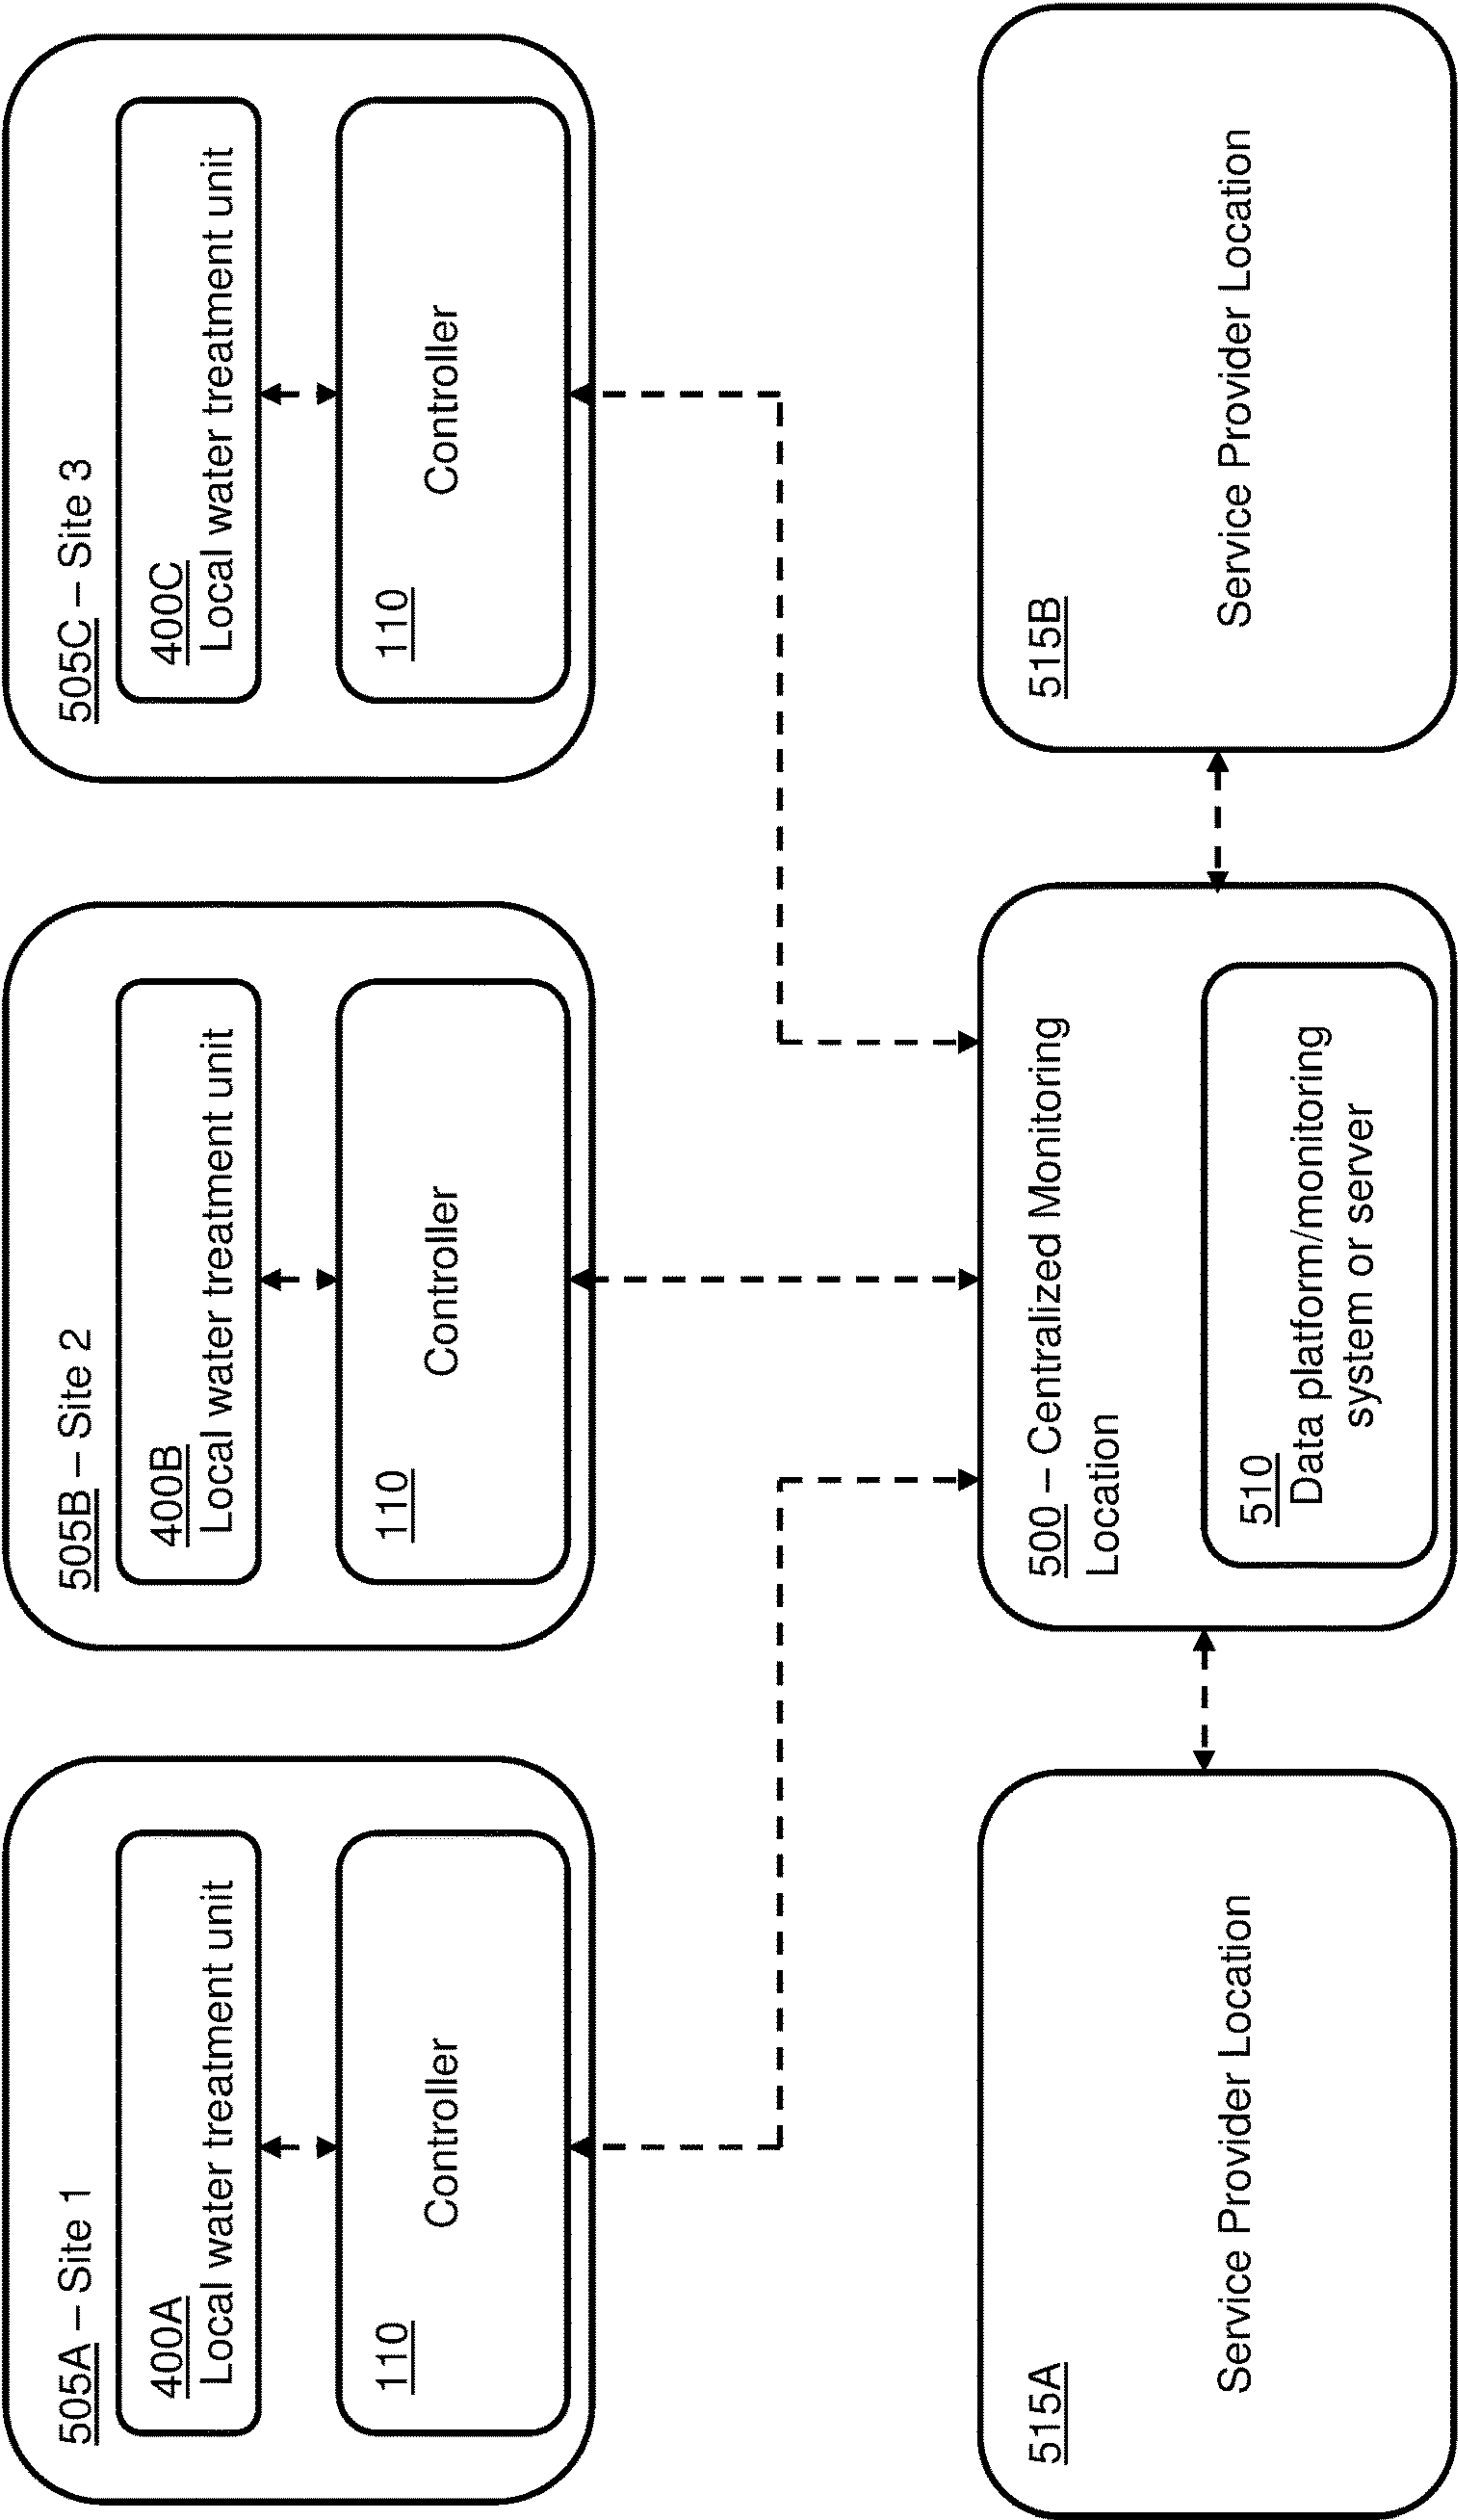 505A – Site 1
400A
Local water treatment unit
110
Controller
505B – Site 2
400B
Local water treatment unit
110
Controller
505C – Site 3
400C
Local water treatment unit
110
Controller
515A
Service Provider Location
500 – Centralized Monitoring
Location
510
Data platform/monitoring
system or server
515B
Service Provider Location